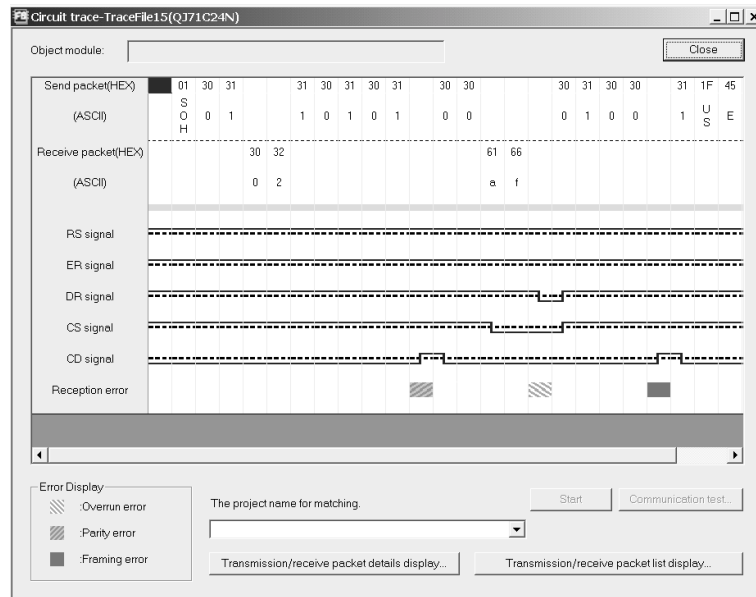 Circuit trace-TraceFile15(QJ71C24N)
Object module:
Close
Send packet(HEX) 01 30 31 31 30 31 30 31 30 30 30 31 30 30 31 1F 45
(ASCII) SOH 0 1 1 0 1 0 1 0 0 0 1 0 0 1 US E
Receive packet(HEX) 30 32 61 66
(ASCII) 0 2 a f
RS signal
ER signal
DR signal
CS signal
CD signal
Reception error
Error Display
:Overrun error
:Parity error
:Framing error
The project name for matching.
Start
Communication test...
Transmission/receive packet details display...
Transmission/receive packet list display...